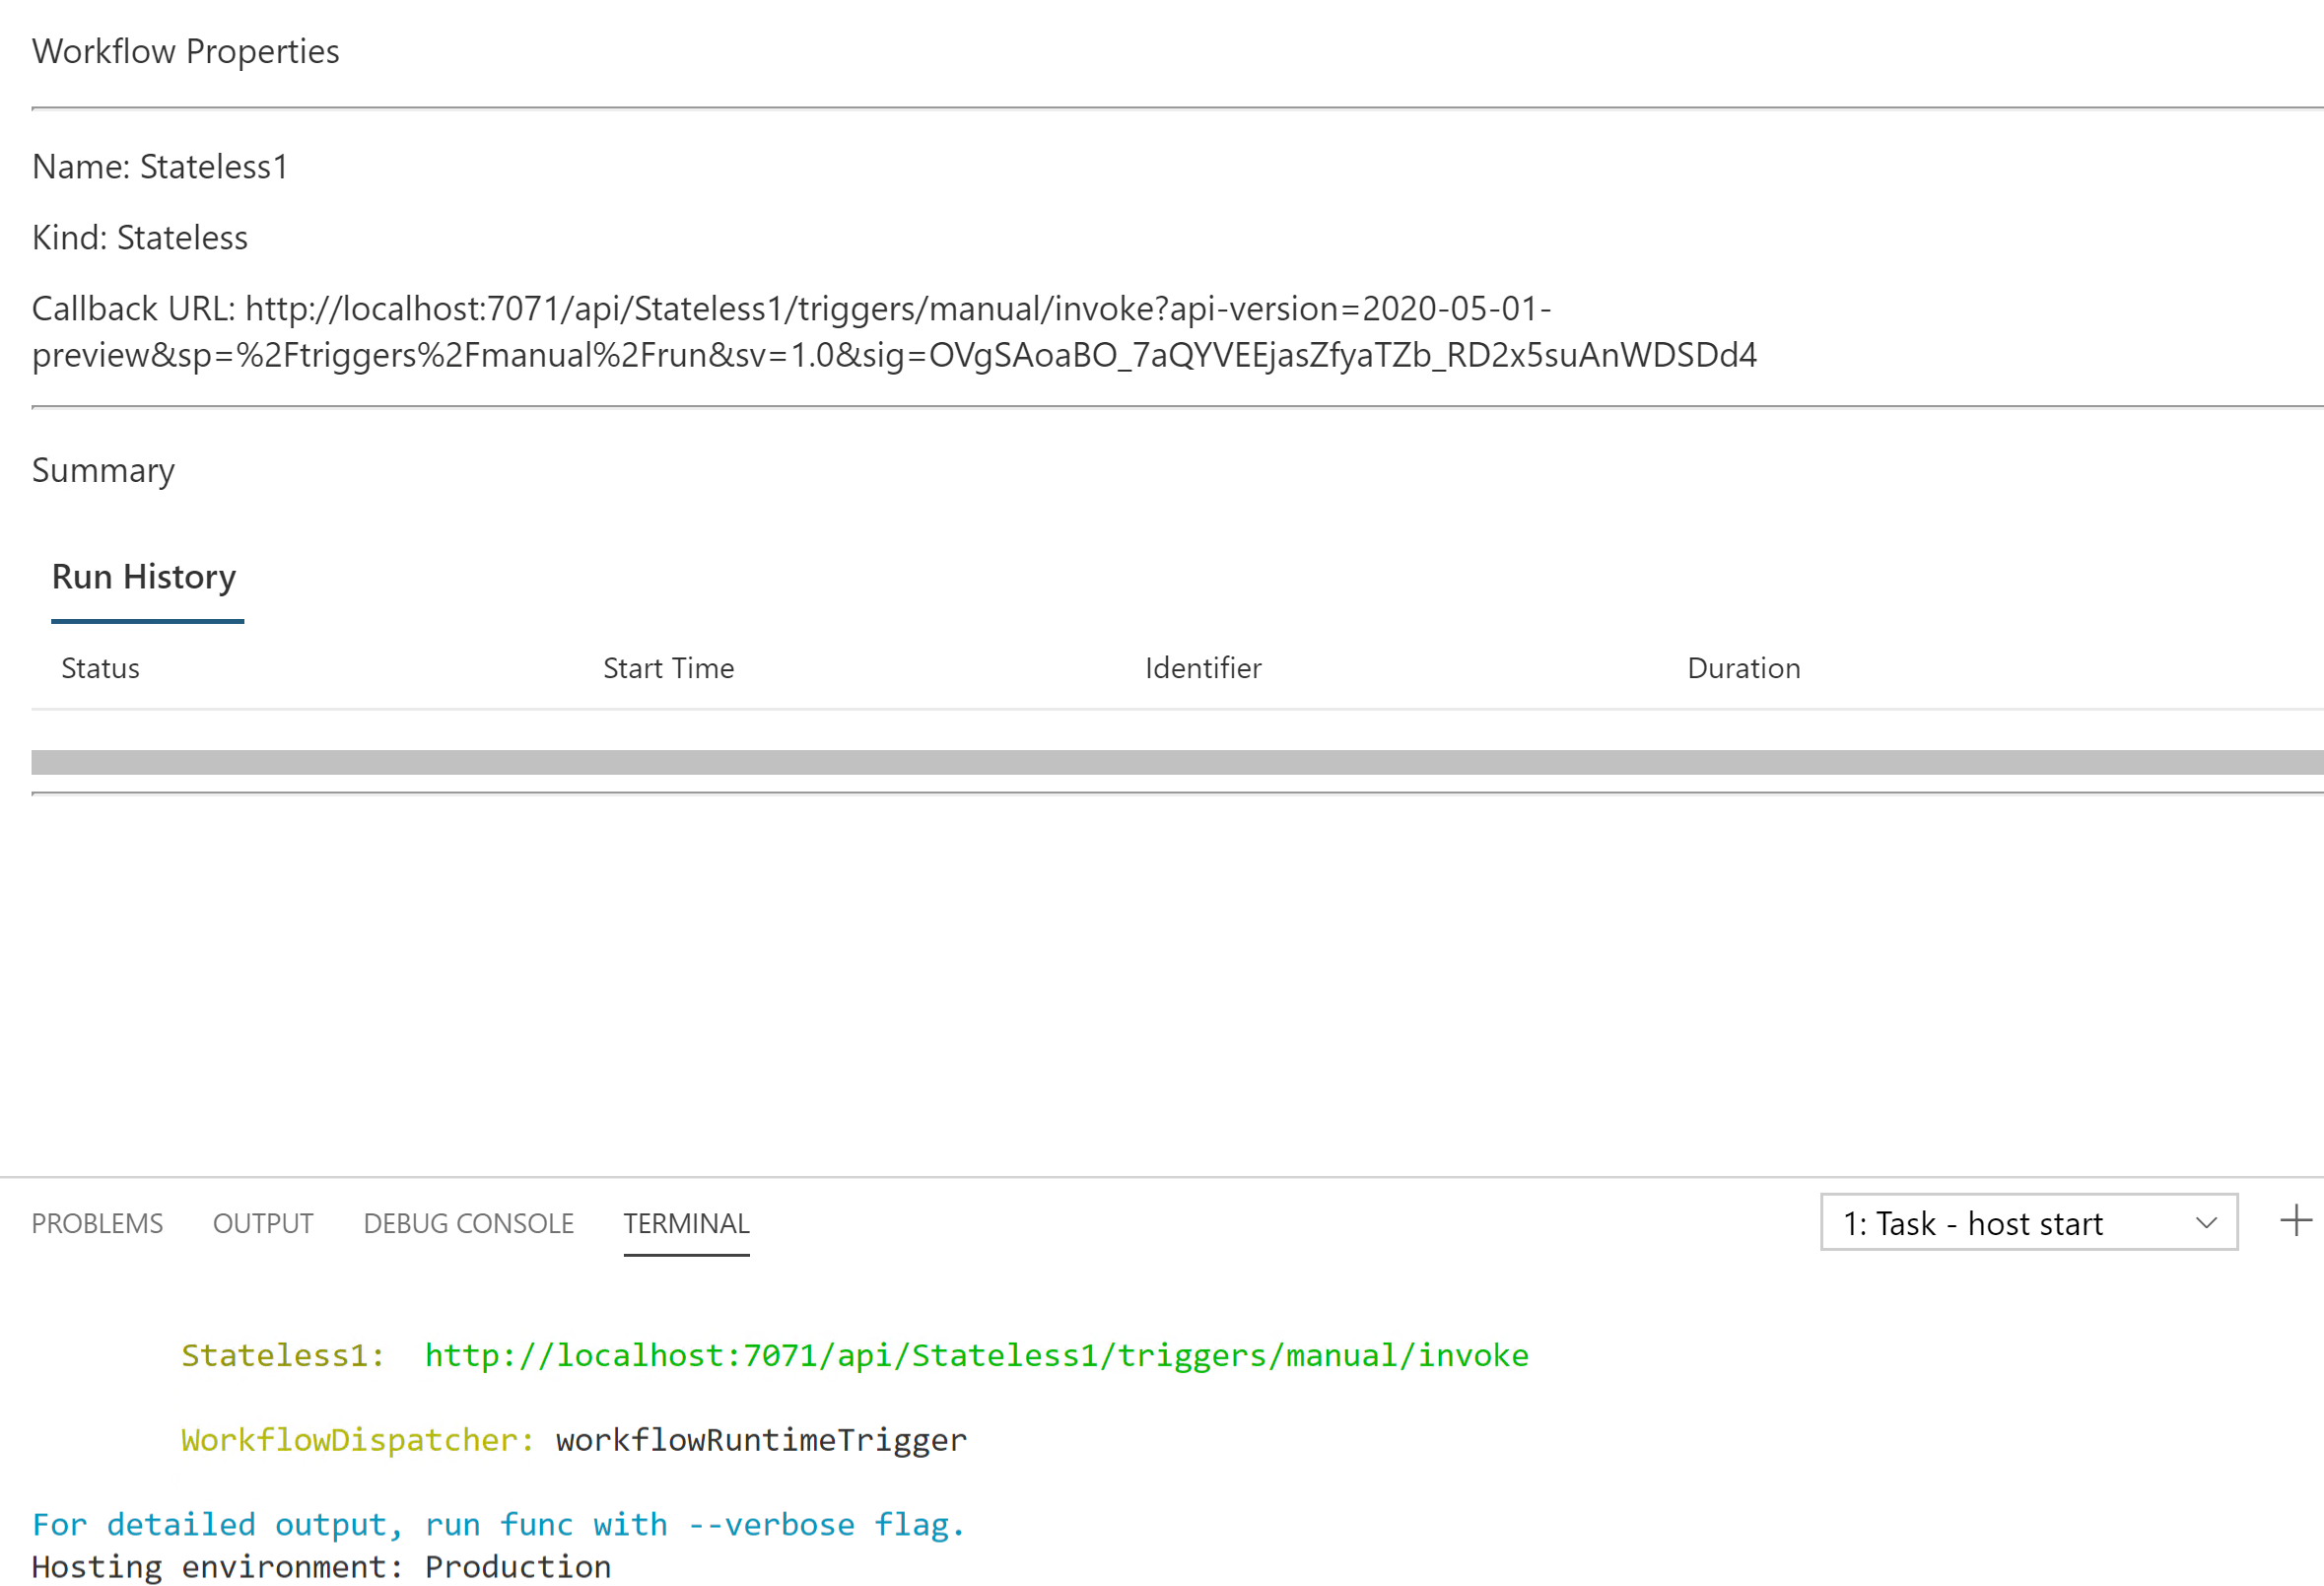 Workflow Properties
Name: Stateless1
Kind: Stateless
Callback URL: http://localhost:7071/api/Stateless1/triggers/manual/invoke?api-version=2020-05-01-
preview&sp=%2Ftriggers%2Fmanual%2Frun&sv=1.0&sig=OVgSAoaBO_7aQYVEEjasZfyaTZb_RD2x5suAnWDSDd4
Summary
Run History
Status Start Time Identifier Duration
PROBLEMS OUTPUT DEBUG CONSOLE TERMINAL 1: Task - host start
Stateless1: http://localhost:7071/api/Stateless1/triggers/manual/invoke
WorkflowDispatcher: workflowRuntimeTrigger
For detailed output, run func with --verbose flag.
Hosting environment: Production